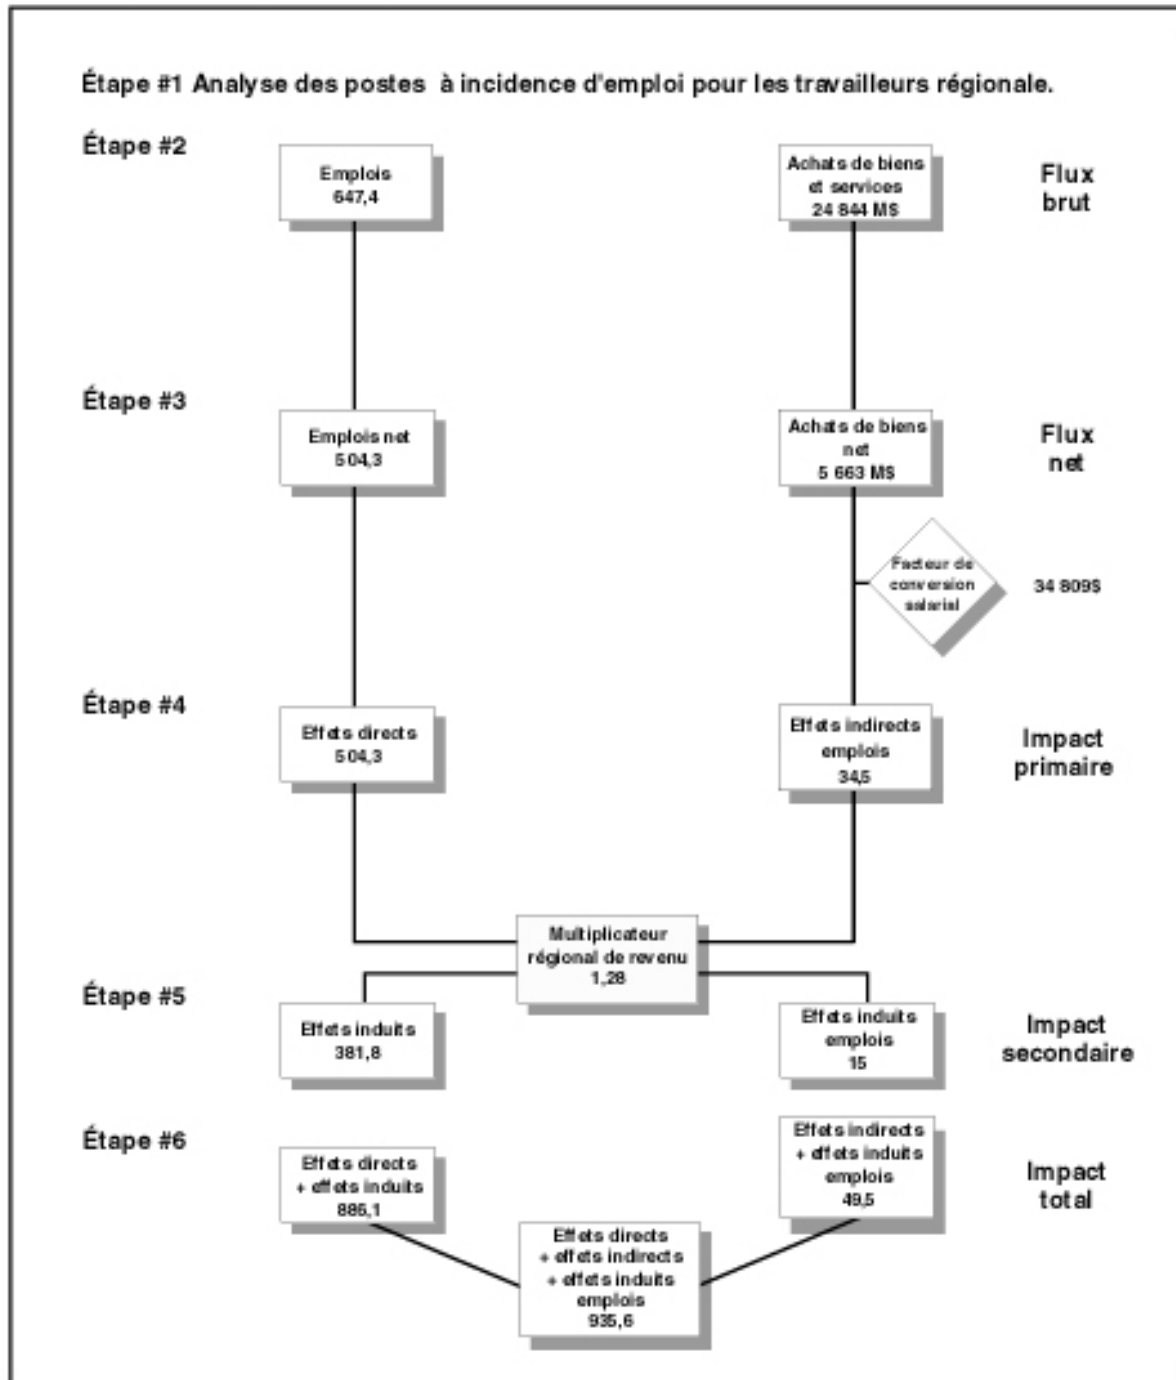 Étape #1 Analyse des postes à incidence d'emploi pour les travailleurs régionale.
Étape #2
Emplois
647,4
Achats de biens
et services
24 844 M$
Flux
brut
Étape #3
Emplois net
504,3
Achats de biens
net
5 663 M$
Flux
net
Facteur de
conversion
salarial
34 809$
Étape #4
Effets directs
504,3
Effets indirects
emplois
34,5
Impact
primaire
Multiplicateur
régional de revenu
1,28
Étape #5
Effets induits
381,8
Effets induits
emplois
15
Impact
secondaire
Étape #6
Effets directs
+ effets induits
886,1
Effets indirects
+ effets induits
emplois
49,5
Impact
total
Effets directs
+ effets indirects
+ effets induits
emplois
935,6